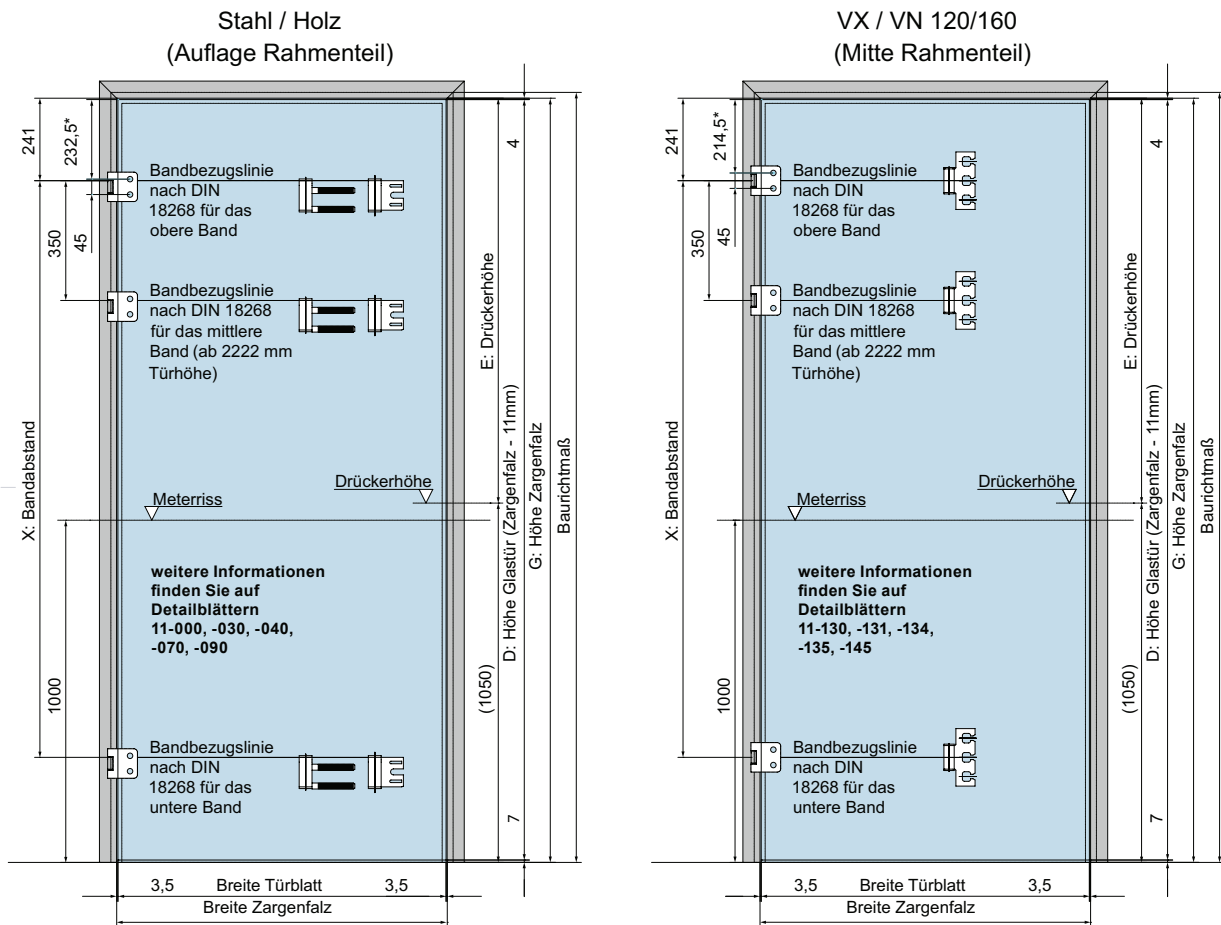 Stahl / Holz
(Auflage Rahmenteil)
241
232,5*
350
45
X: Bandabstand
1000
Bandbezugslinie
nach DIN
18268 für das
obere Band
Bandbezugslinie
nach DIN 18268
für das mittlere
Band (ab 2222 mm
Türhöhe)
Meterriss
Drückerhöhe
weitere Informationen
finden Sie auf
Detailblättern
11-000, -030, -040,
-070, -090
Bandbezugslinie
nach DIN
18268 für das
untere Band
4
E: Drückerhöhe
(1050)
D: Höhe Glastür (Zargenfalz - 11mm)
7
G: Höhe Zargenfalz
Baurichtmaß
3,5 Breite Türblatt 3,5
Breite Zargenfalz
VX / VN 120/160
(Mitte Rahmenteil)
241
214,5*
350
45
X: Bandabstand
1000
Bandbezugslinie
nach DIN
18268 für das
obere Band
Bandbezugslinie
nach DIN 18268
für das mittlere
Band (ab 2222 mm
Türhöhe)
Meterriss
Drückerhöhe
weitere Informationen
finden Sie auf
Detailblättern
11-130, -131, -134,
-135, -145
Bandbezugslinie
nach DIN
18268 für das
untere Band
4
E: Drückerhöhe
(1050)
D: Höhe Glastür (Zargenfalz - 11mm)
7
G: Höhe Zargenfalz
Baurichtmaß
3,5 Breite Türblatt 3,5
Breite Zargenfalz